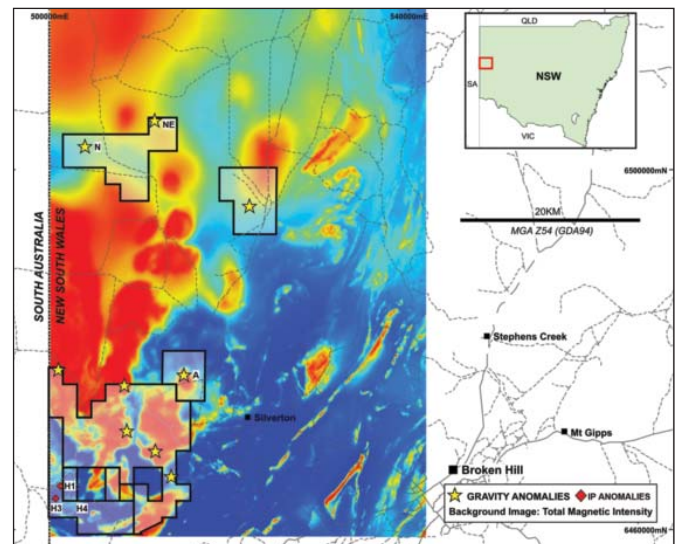 500000mE
540000mE
QLD
NSW
SA
VIC
NE
N
6500000mN
20KM
MGA Z54 (GDA94)
SOUTH AUSTRALIA
NEW SOUTH WALES
Stephens Creek
A
Silverton
Mt Gipps
Broken Hill
H1
H3
H4
GRAVITY ANOMALIES
IP ANOMALIES
Background Image: Total Magnetic Intensity
6460000mN